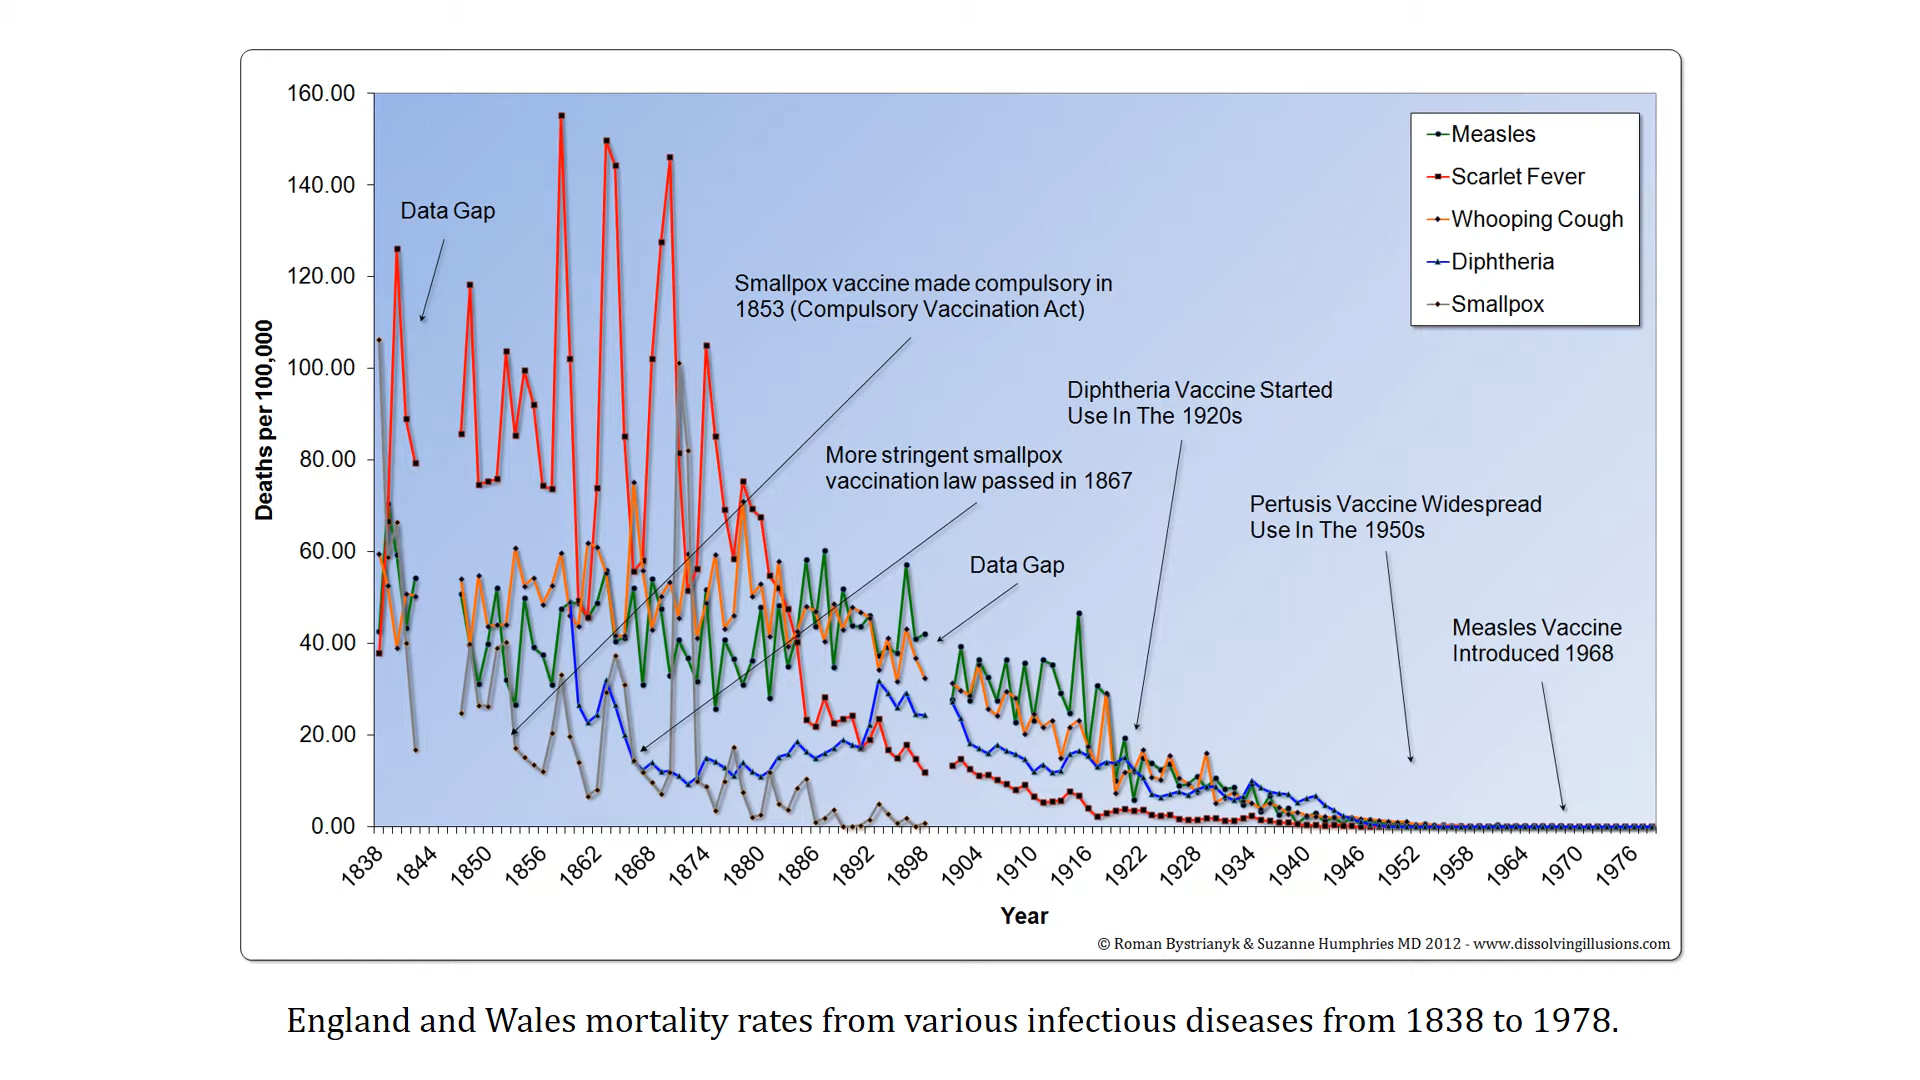 160.00
140.00
120.00
100.00
80.00
60.00
40.00
20.00
0.00
Deaths per 100,000
Data Gap
Smallpox vaccine made compulsory in
1853 (Compulsory Vaccination Act)
More stringent smallpox
vaccination law passed in 1867
Data Gap
Diphtheria Vaccine Started
Use In The 1920s
Pertusis Vaccine Widespread
Use In The 1950s
Measles Vaccine
Introduced 1968
Measles
Scarlet Fever
Whooping Cough
Diphtheria
Smallpox
1838 1844 1850 1856 1862 1868 1874 1880 1886 1892 1898 1904 1910 1916 1922 1928 1934 1940 1946 1952 1958 1964 1970 1976
Year
© Roman Bystrianyk & Suzanne Humphries MD 2012 - www.dissolvingillusions.com
England and Wales mortality rates from various infectious diseases from 1838 to 1978.